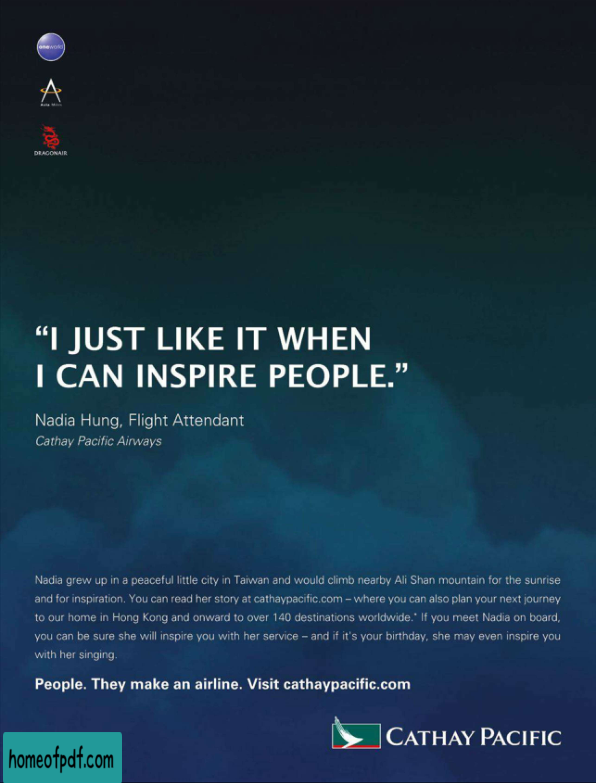 oneworld
Asia Miles
DRAGONAIR
“I JUST LIKE IT WHEN
I CAN INSPIRE PEOPLE.”
Nadia Hung, Flight Attendant
Cathay Pacific Airways
Nadia grew up in a peaceful little city in Taiwan and would climb nearby Ali Shan mountain for the sunrise
and for inspiration. You can read her story at cathaypacific.com – where you can also plan your next journey
to our home in Hong Kong and onward to over 140 destinations worldwide.* If you meet Nadia on board,
you can be sure she will inspire you with her service – and if it's your birthday, she may even inspire you
with her singing.
People. They make an airline. Visit cathaypacific.com
CATHAY PACIFIC
homeofpdf.com